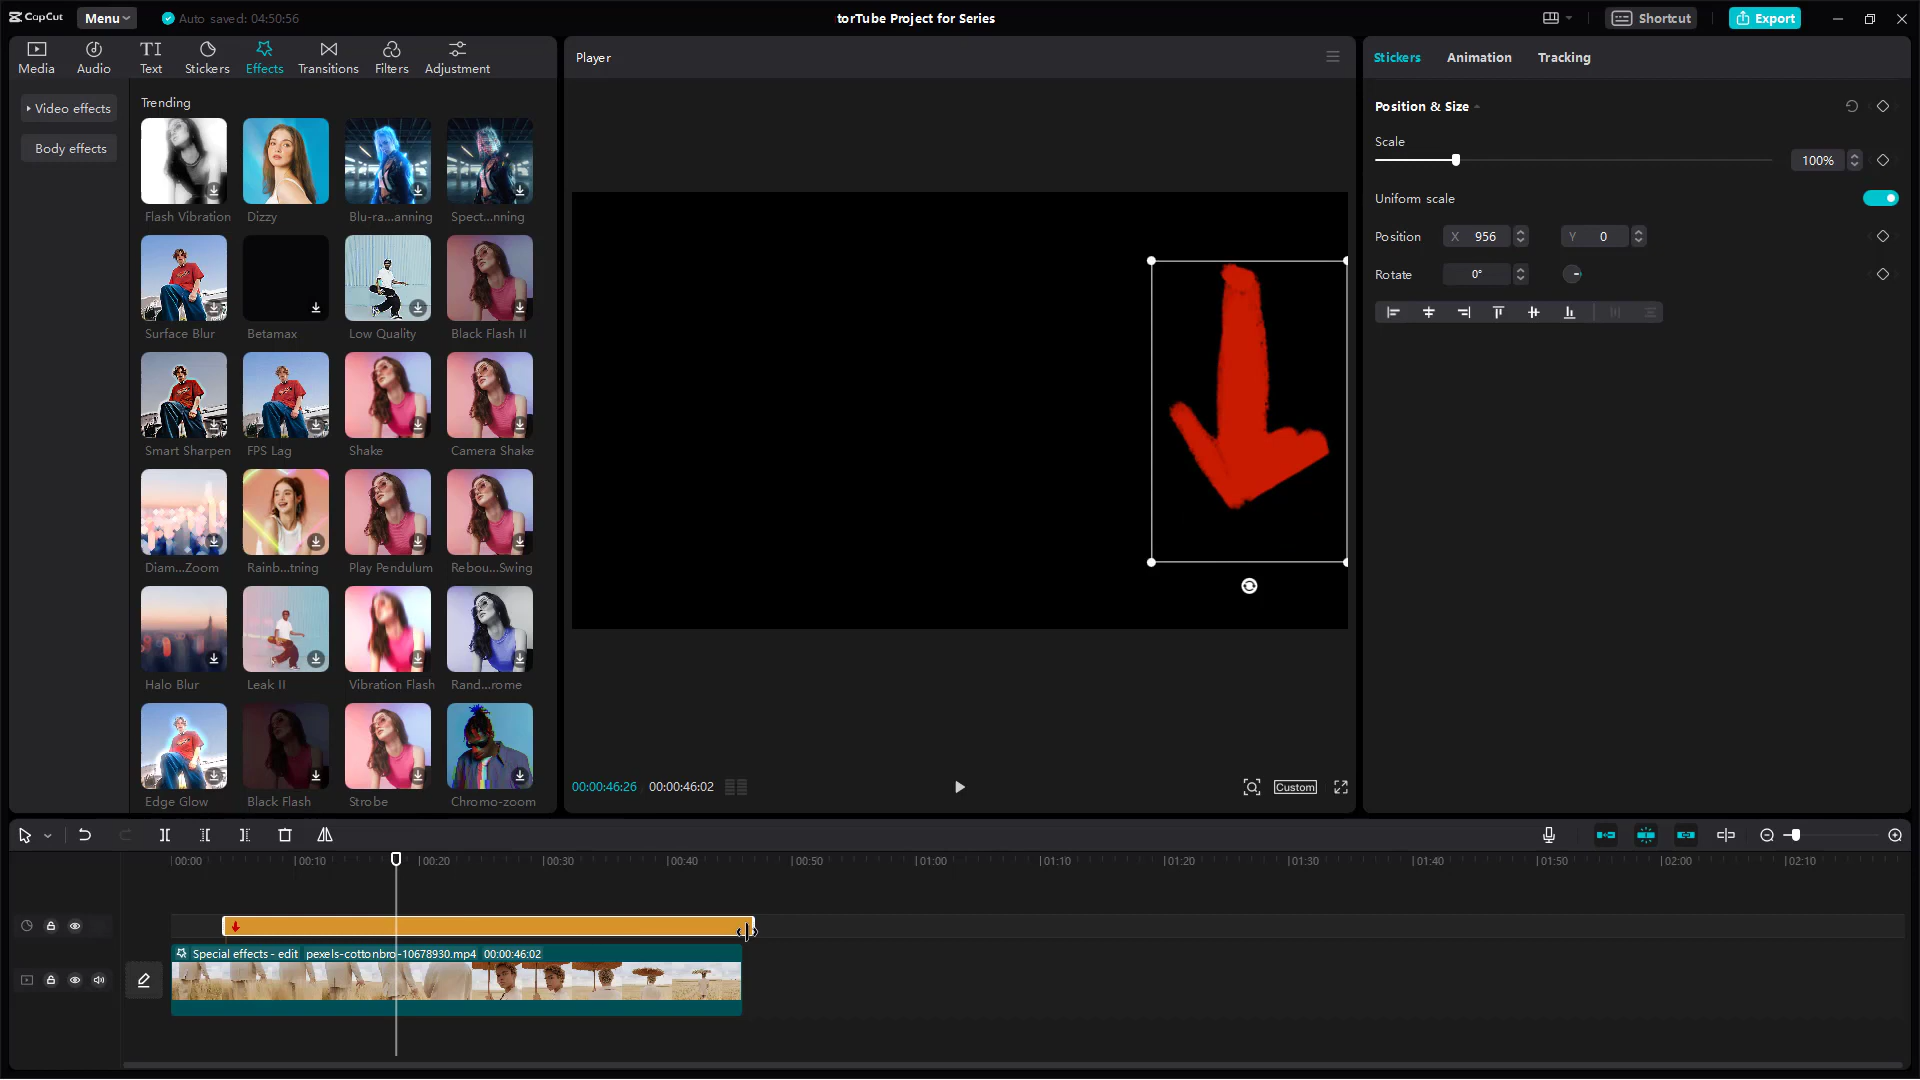 CapCut
Menu
Auto saved: 04:50:56
torTube Project for Series
Shortcut
Export
Media
Audio
TI
Text
Stickers
Effects
Transitions
Filters
Adjustment
Video effects
Body effects
Trending
Flash Vibration
Dizzy
Blu-ra...anning
Spect...nning
Surface Blur
Betamax
Low Quality
Black Flash II
Smart Sharpen
FPS Lag
Shake
Camera Shake
Diam...Zoom
Rainb...tning
Play Pendulum
Rebou...Swing
Halo Blur
Leak II
Vibration Flash
Rand...rome
Edge Glow
Black Flash
Strobe
Chromo-zoom
Player
00:00:46:26 00:00:46:02
Custom
Stickers
Animation
Tracking
Position & Size
Scale
100%
Uniform scale
Position X 956 Y 0
Rotate 0°
00:00 00:10 00:20 00:30 00:40 00:50 01:00 01:10 01:20 01:30 01:40 01:50 02:00 02:10
Special effects - edit pexels-cottonbro-10678930.mp4 00:00:46:02